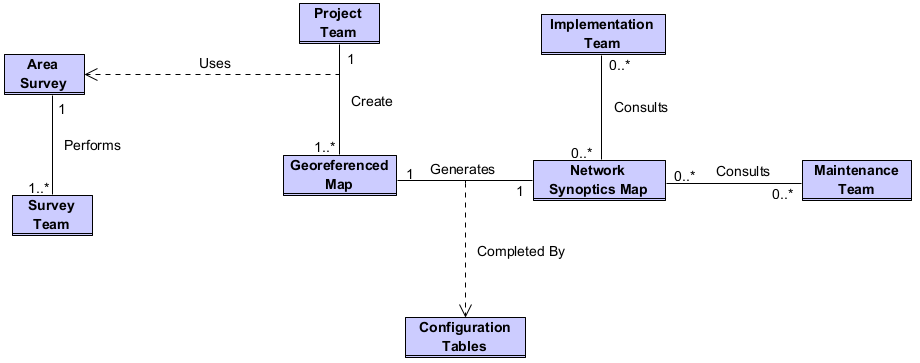 Project
Team
Implementation
Team
Area
Survey
Uses
1
0..*
1
Create
Consults
Performs
1..*
0..*
Georeferenced
Map
1
Generates
1
Network
Synoptics Map
0..*
Consults
0..*
Maintenance
Team
1..*
Survey
Team
Completed By
Configuration
Tables